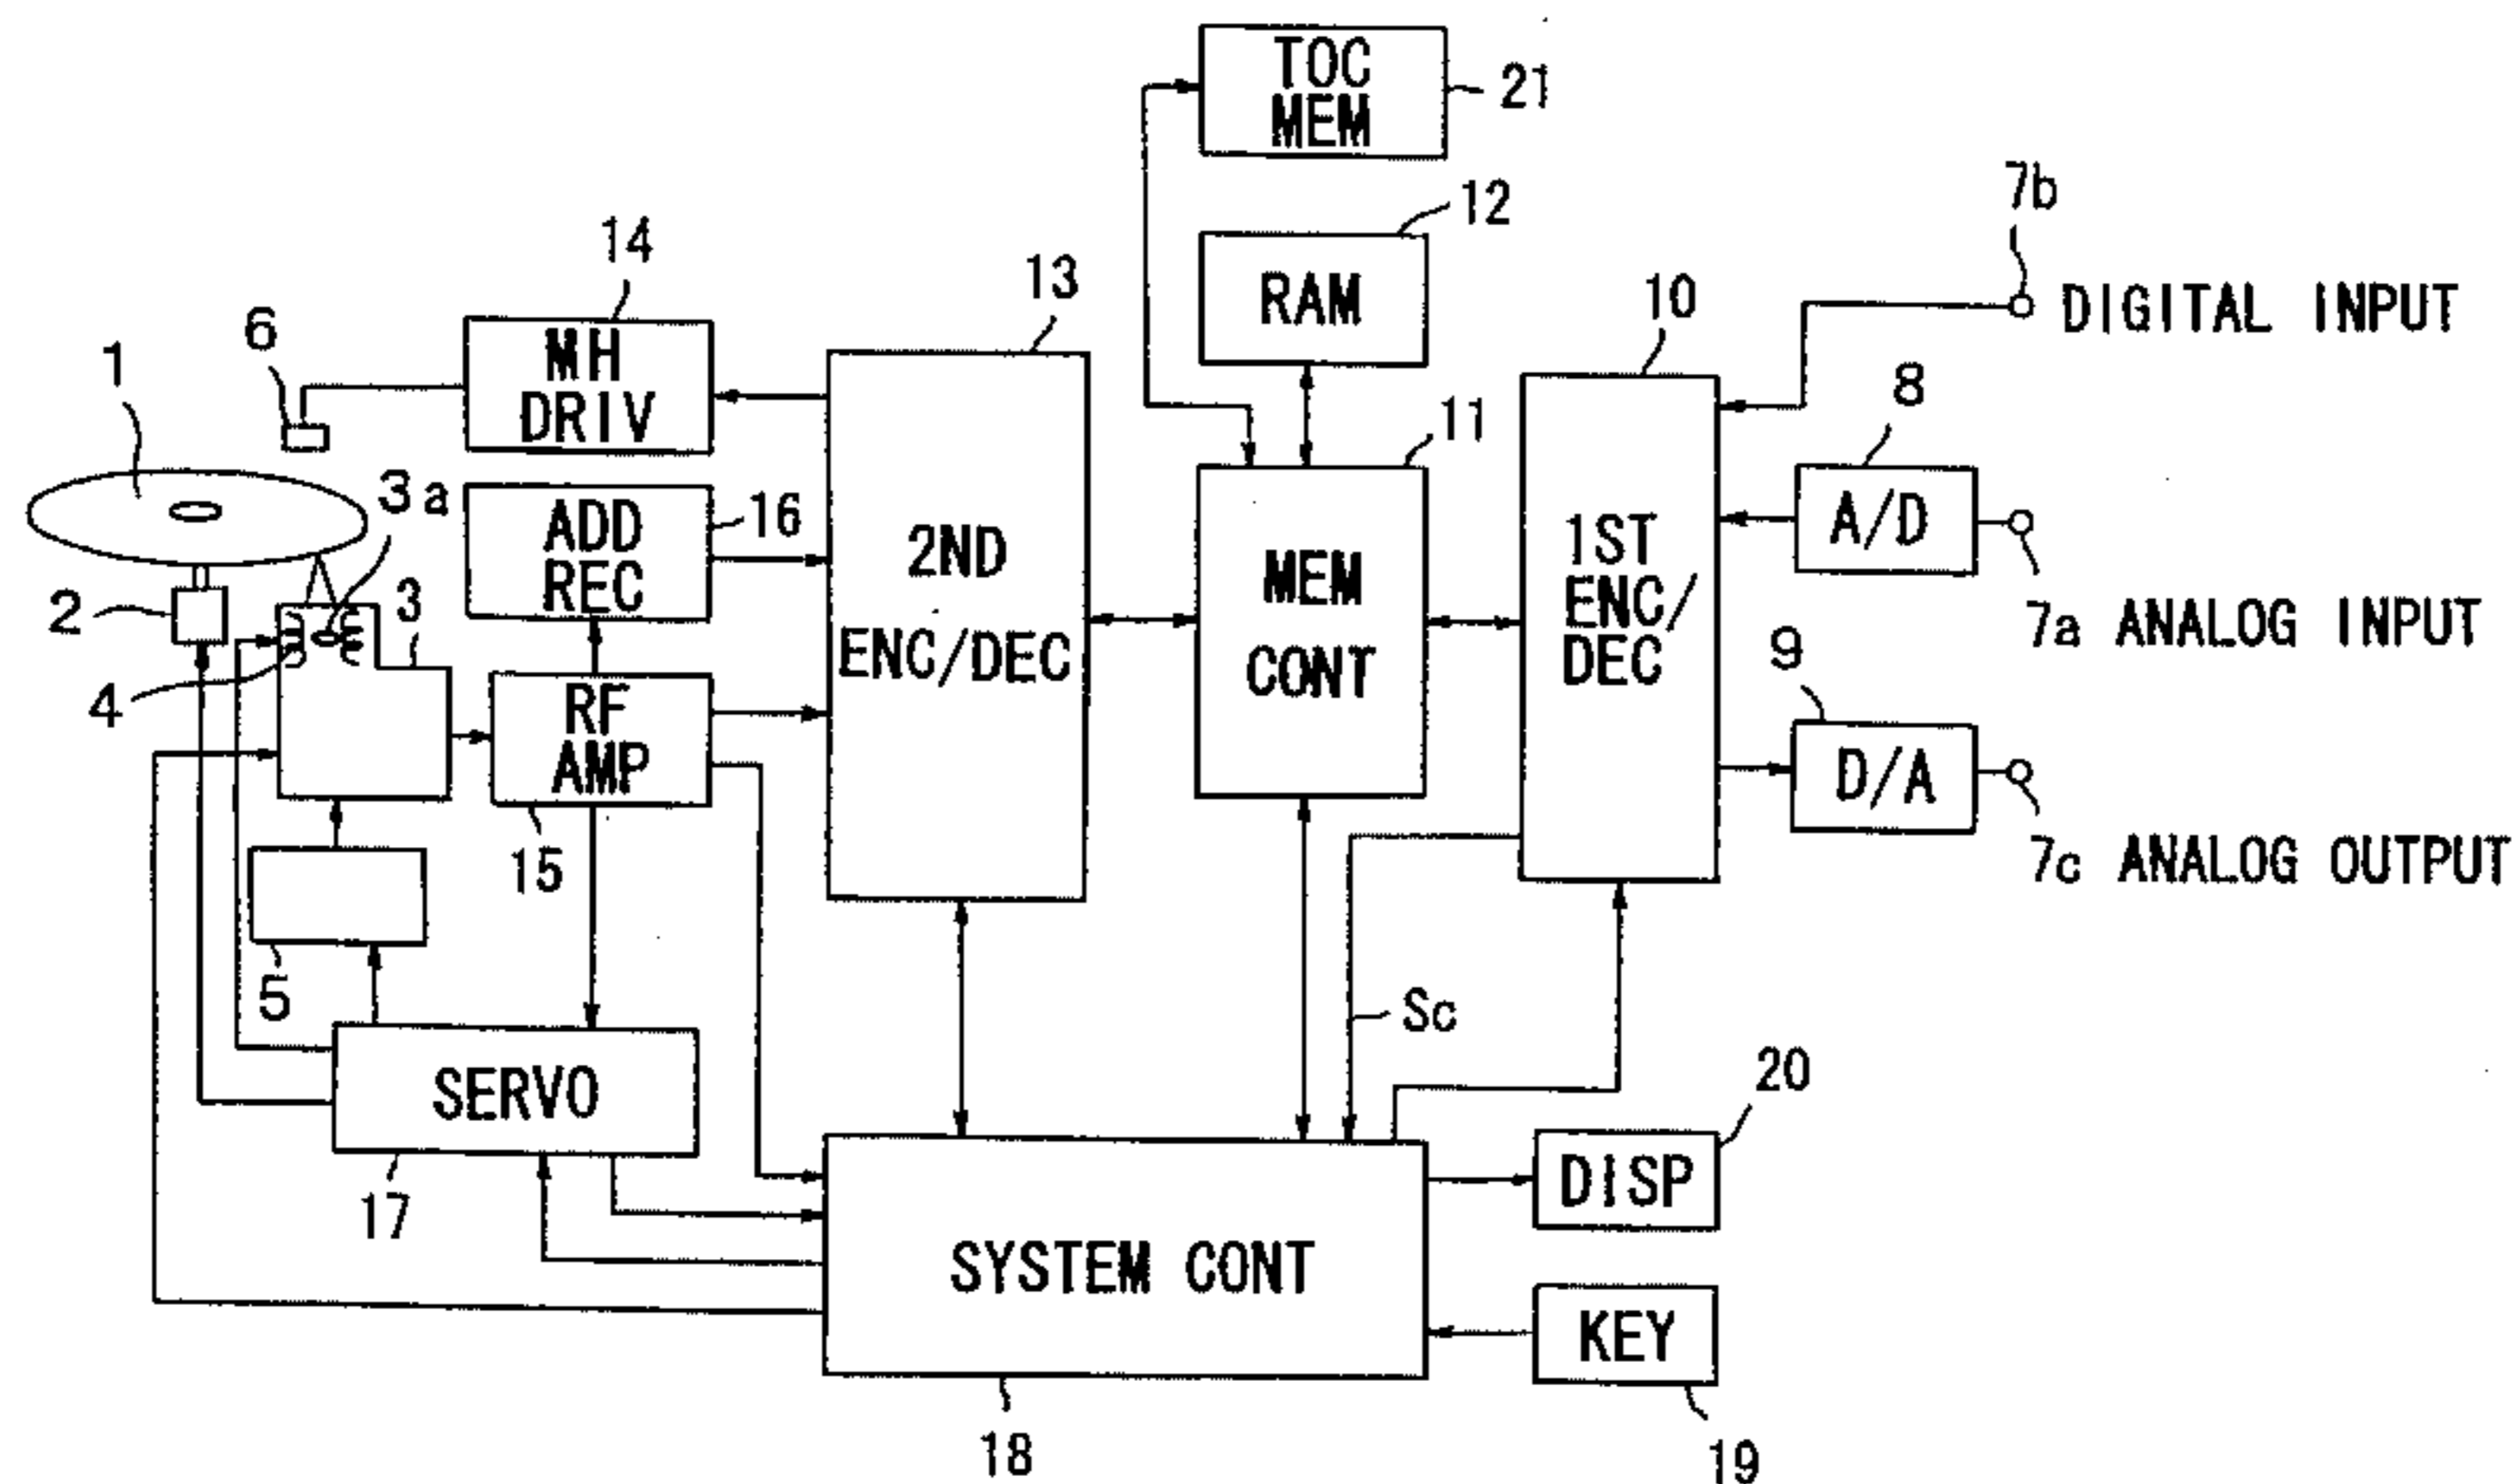 TOC
MEM
21
12
RAM
7b
DIGITAL INPUT
14
MH
DRIV
13
10
6
1
8
A/D
11
3a
ADD
REC
16
2ND
ENC/DEC
MEM
CONT
1ST
ENC/
DEC
7a ANALOG INPUT
2
3
4
RF
AMP
15
9
D/A
7c ANALOG OUTPUT
5
Sc
SERVO
17
20
DISP
SYSTEM CONT
KEY
18
19